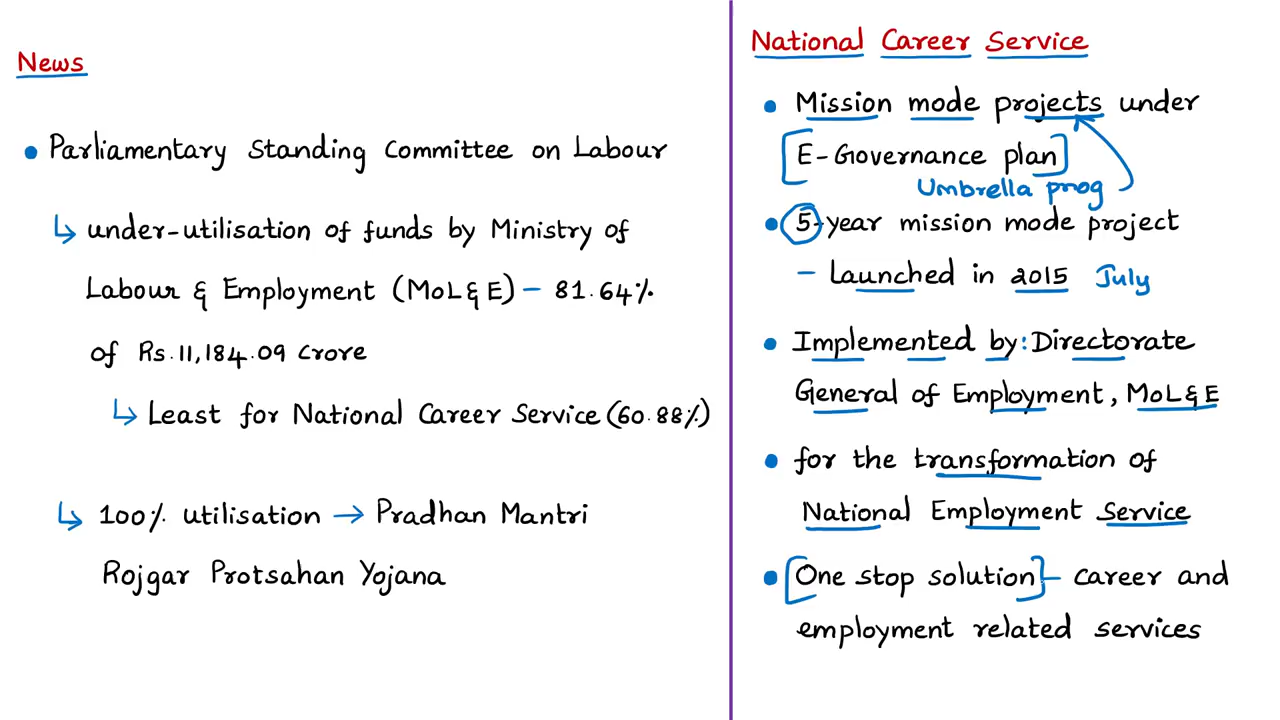 News
• Parliamentary Standing Committee on Labour
↳ under-utilisation of funds by Ministry of
Labour & Employment (MoL&E) - 81.64%
of Rs.11,184.09 crore
↳ Least for National Career Service (60.88%)
↳ 100% utilisation → Pradhan Mantri
Rojgar Protsahan Yojana
National Career Service
• Mission mode projects under
[E-Governance plan]
Umbrella prog
• 5-year mission mode project
- Launched in 2015 July
• Implemented by: Directorate
General of Employment, MoL&E
• for the transformation of
National Employment Service
• [One stop solution] - career and
employment related services